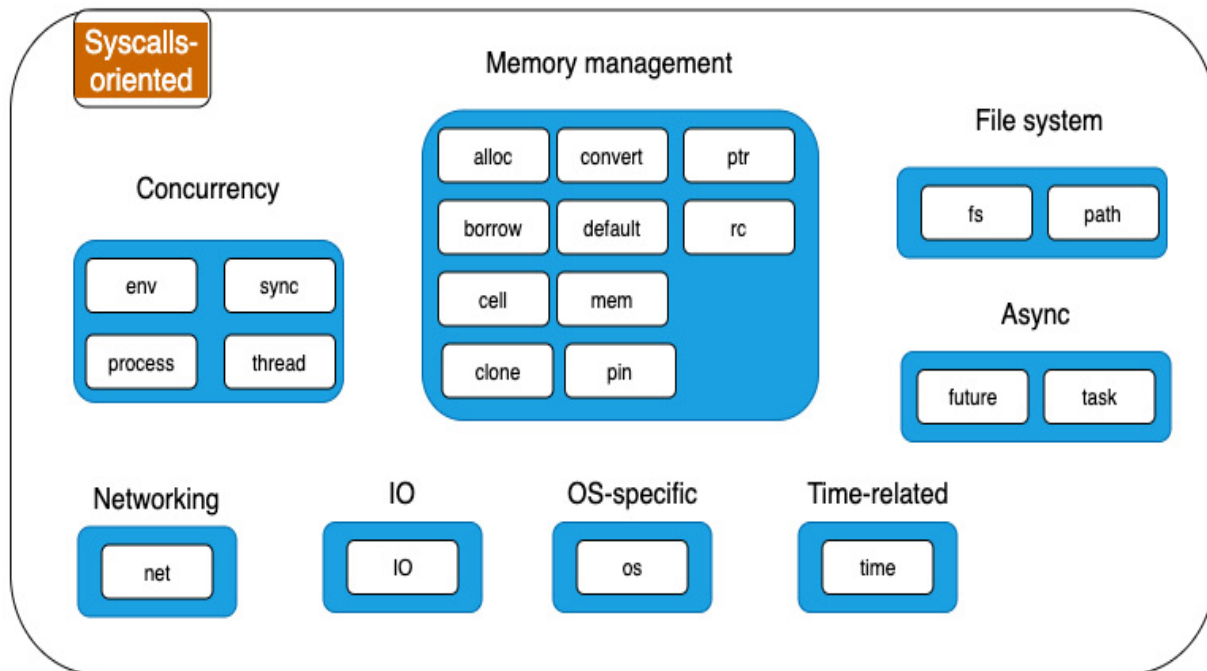 Syscalls-
oriented
Memory management
alloc convert ptr
borrow default rc
cell mem
clone pin
File system
fs path
Concurrency
env sync
process thread
Async
future task
Networking
net
IO
IO
OS-specific
os
Time-related
time